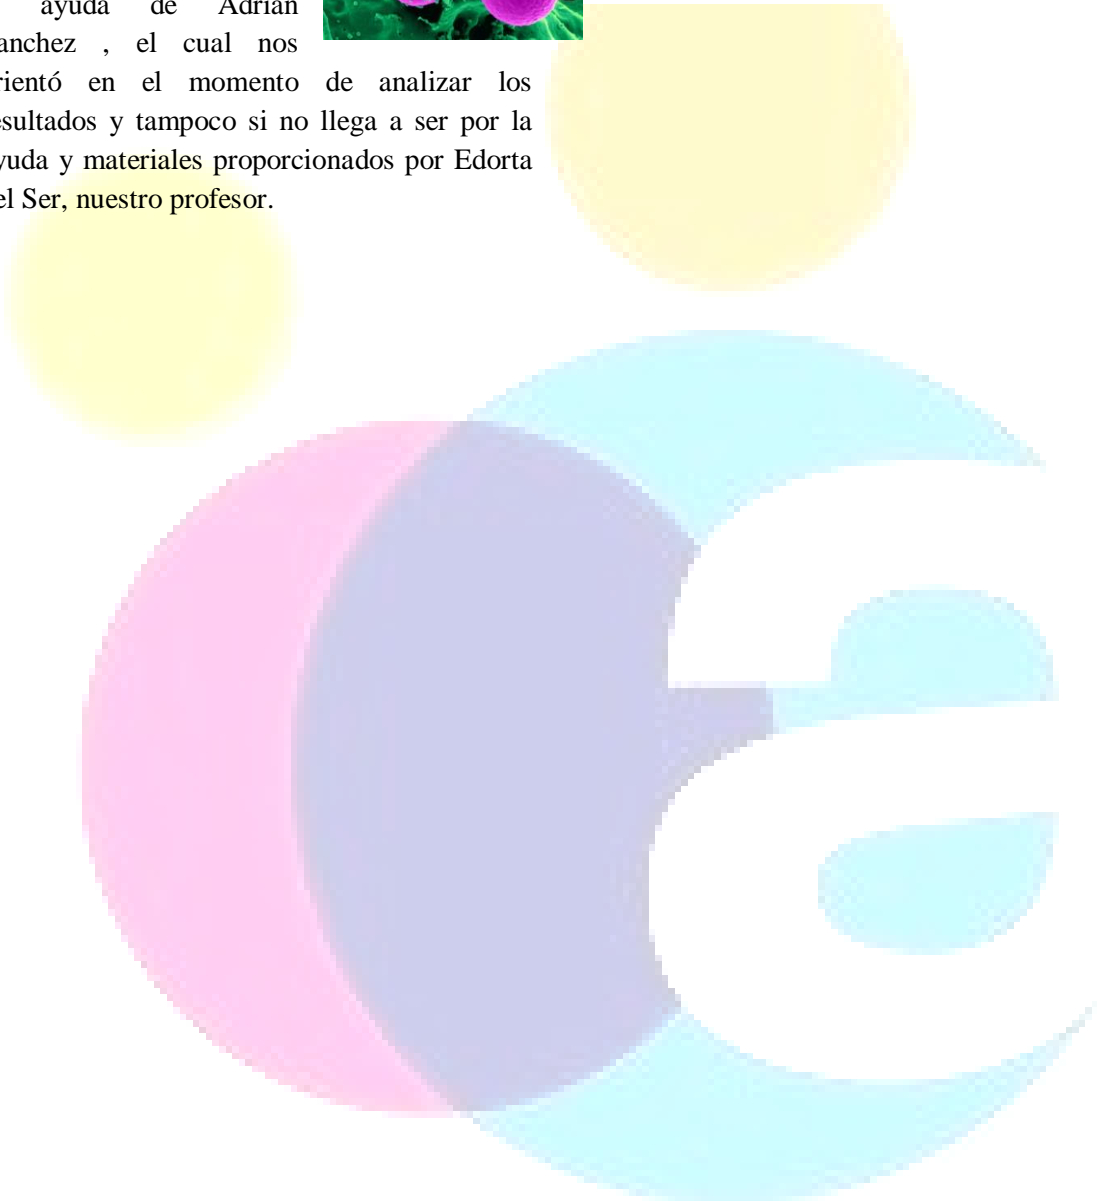 ayuda de Adrián
anchez , el cual nos
rientó en el momento de analizar los
esultados y tampoco si no llega a ser por la
yuda y materiales proporcionados por Edorta
el Ser, nuestro profesor.
a